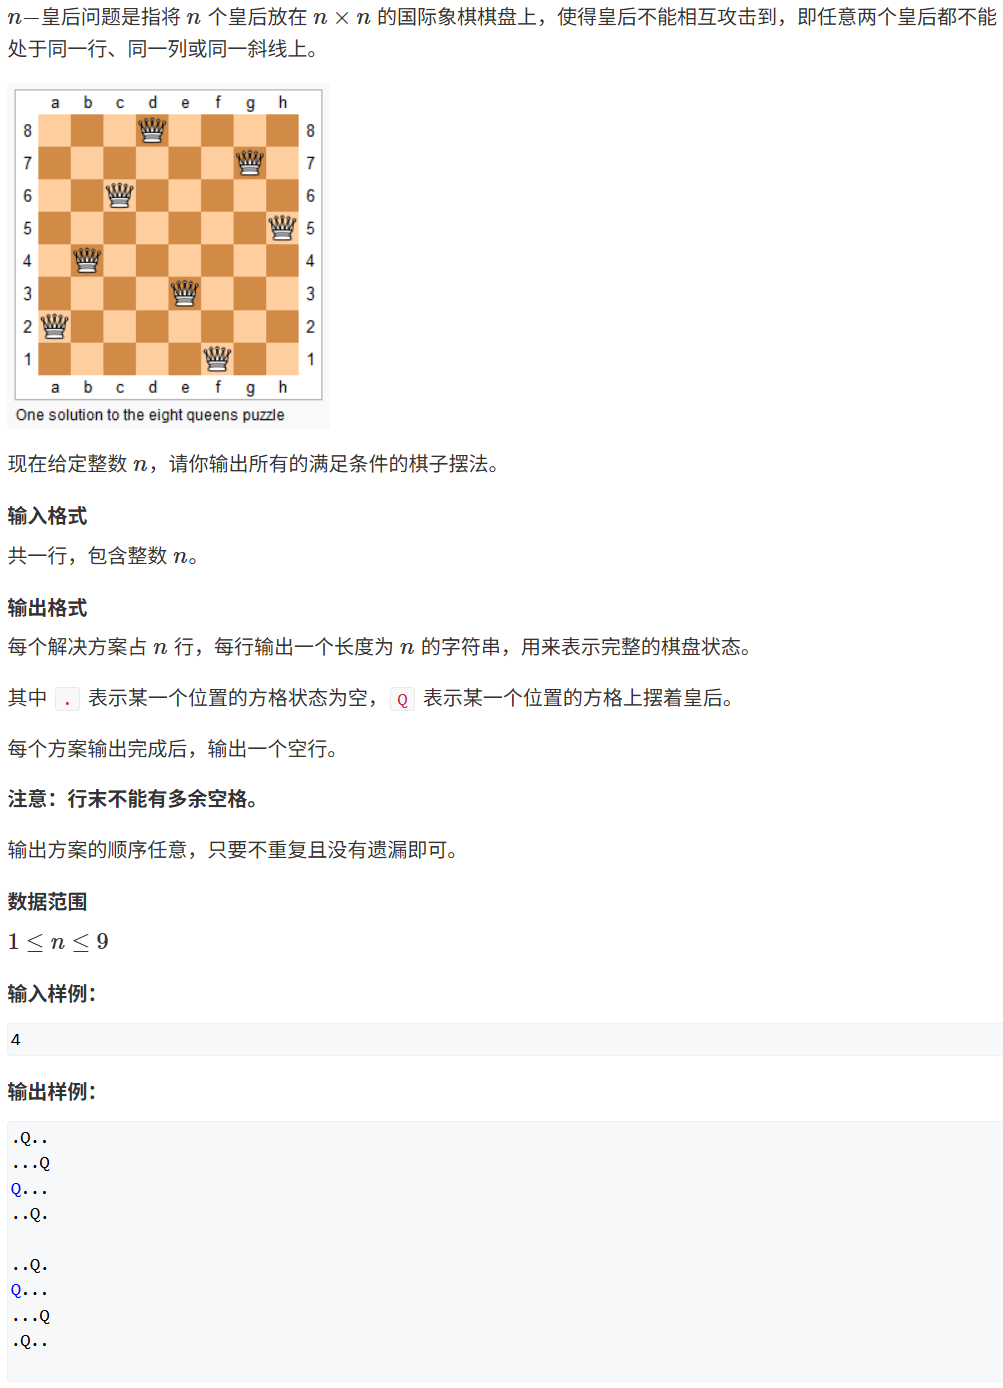 n−皇后问题是指将 n 个皇后放在 n × n 的国际象棋棋盘上，使得皇后不能相互攻击到，即任意两个皇后都不能
处于同一行、同一列或同一斜线上。
a b c d e f g h
8 8
7 7
6 6
5 5
4 4
3 3
2 2
1 1
a b c d e f g h
One solution to the eight queens puzzle
现在给定整数 n，请你输出所有的满足条件的棋子摆法。
输入格式
共一行，包含整数 n。
输出格式
每个解决方案占 n 行，每行输出一个长度为 n 的字符串，用来表示完整的棋盘状态。
其中 . 表示某一个位置的方格状态为空，Q 表示某一个位置的方格上摆着皇后。
每个方案输出完成后，输出一个空行。
注意：行末不能有多余空格。
输出方案的顺序任意，只要不重复且没有遗漏即可。
数据范围
1 ≤ n ≤ 9
输入样例：
4
输出样例：
.Q..
...Q
Q...
..Q.

..Q.
Q...
...Q
.Q..